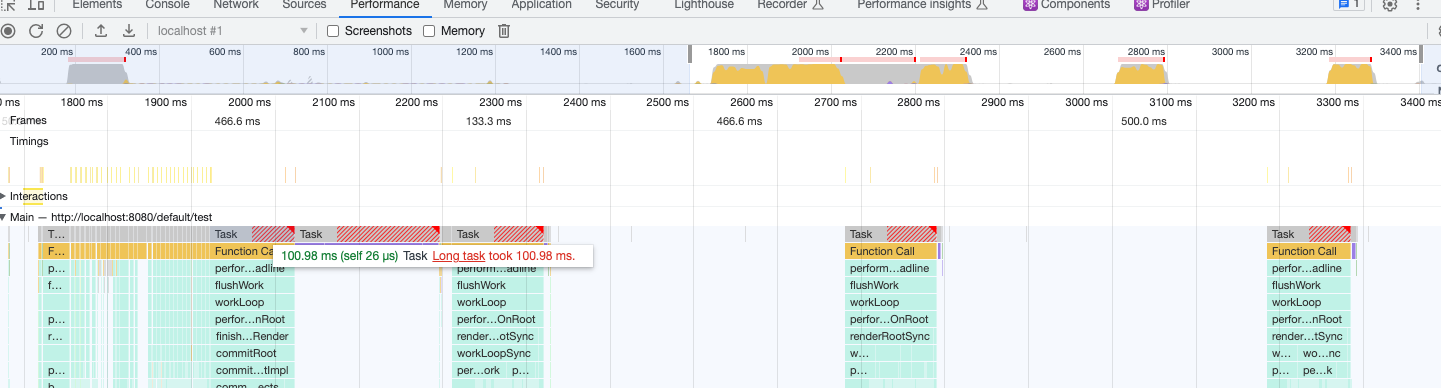 Elements Console Network Sources Performance Memory Application Security Lighthouse Recorder Performance insights Components Profiler 1
localhost #1 Screenshots Memory
200 ms 400 ms 600 ms 800 ms 1000 ms 1200 ms 1400 ms 1600 ms 1800 ms 2000 ms 2200 ms 2400 ms 2600 ms 2800 ms 3000 ms 3200 ms 3400 ms
0 ms 1800 ms 1900 ms 2000 ms 2100 ms 2300 ms 2400 ms 2500 ms 2600 ms 2700 ms 2800 ms 2900 ms 3000 ms 3100 ms 3200 ms 3300 ms 3400 ms
Frames 466.6 ms 133.3 ms 466.6 ms 500.0 ms
Timings
Interactions
Main — http://localhost:8080/default/test
T... Task Task Task Task Task
F... Function Ca Function Call Function Call
100.98 ms (self 26 μs) Task Long task took 100.98 ms.
p... perfor...adline perform...adline perform...adline perfor...adline
f... flushWork flushWork flushWork flushWork
workLoop workLoop workLoop workLoop
p... perfor...nRoot perfor...OnRoot perfor...OnRoot perfor...nRoot
r... finish...Render render...otSync renderRootSync render...tSync
commitRoot workLoopSync w... w... wo...nc
p... commit...tImpl per...ork p... p... p... pe...k
comm...ects